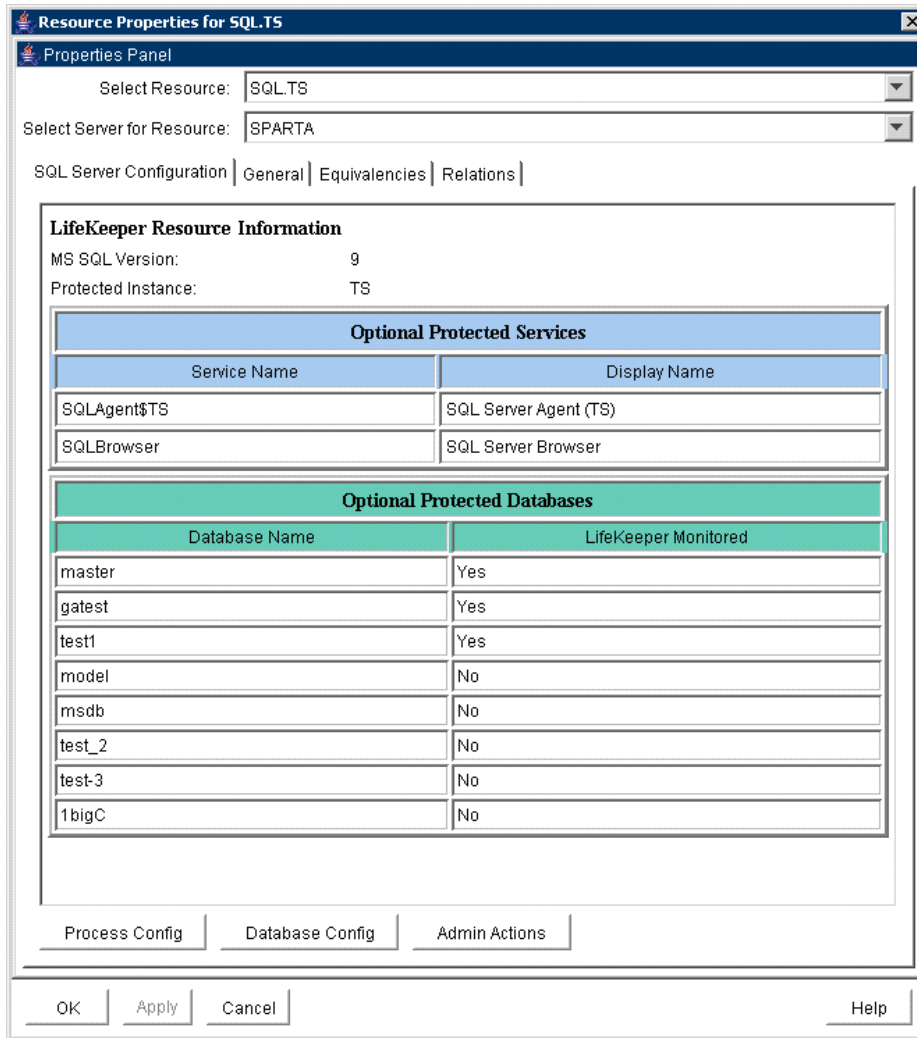 Resource Properties for SQL.TS
Properties Panel
Select Resource: SQL.TS
Select Server for Resource: SPARTA
SQL Server Configuration General Equivalencies Relations
LifeKeeper Resource Information
MS SQL Version: 9
Protected Instance: TS
Optional Protected Services
Service Name Display Name
SQLAgent$TS SQL Server Agent (TS)
SQLBrowser SQL Server Browser
Optional Protected Databases
Database Name LifeKeeper Monitored
master Yes
gatest Yes
test1 Yes
model No
msdb No
test_2 No
test-3 No
1bigC No
Process Config Database Config Admin Actions
OK Apply Cancel Help